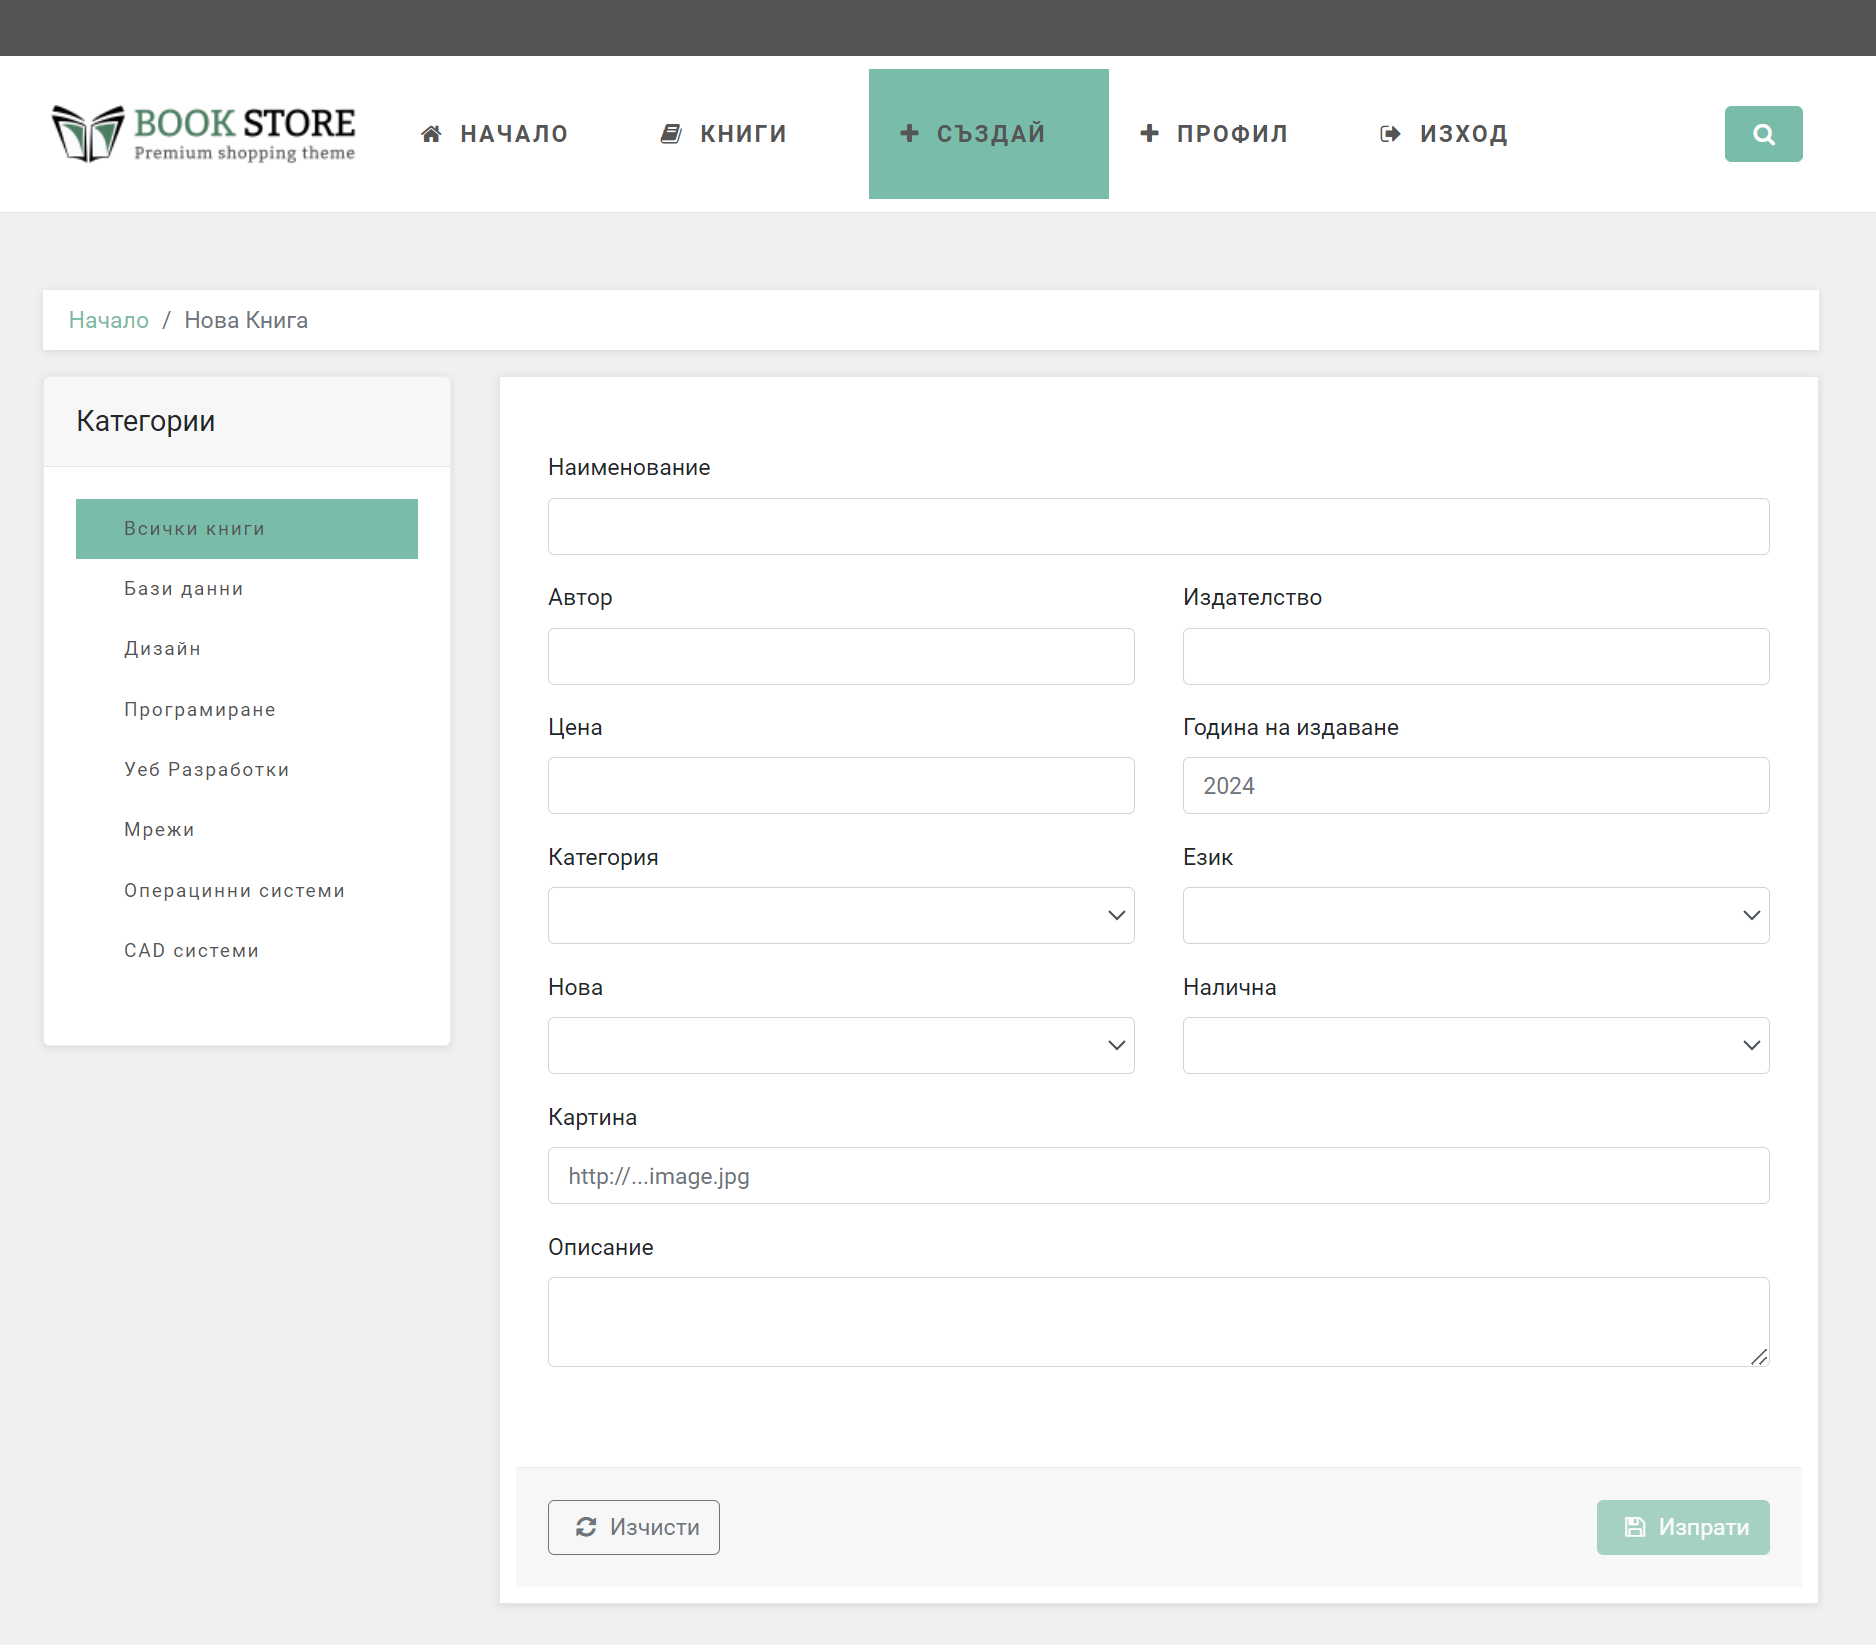 BOOK STORE
Premium shopping theme
НАЧАЛО
КНИГИ
СЪЗДАЙ
ПРОФИЛ
ИЗХОД
Начало / Нова Книга
Категории
Всички книги
Бази данни
Дизайн
Програмиране
Уеб Разработки
Мрежи
Операцинни системи
CAD системи
Наименование
Автор
Издателство
Цена
Година на издаване
2024
Категория
Език
Нова
Налична
Картина
http://...image.jpg
Описание
Изчисти
Изпрати